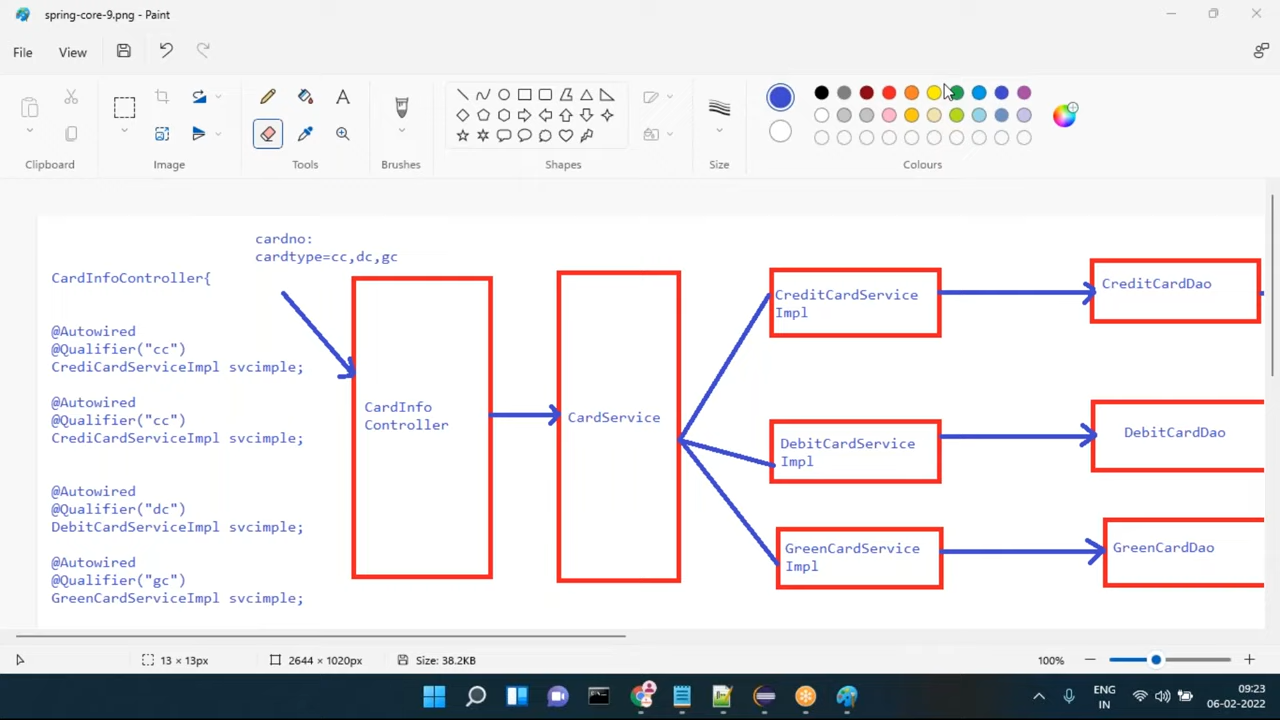 spring-core-9.png - Paint
File
View
Clipboard
Image
Tools
Brushes
Shapes
Size
Colours
cardno:
cardtype=cc,dc,gc
CardInfoController{
@Autowired
@Qualifier("cc")
CrediCardServiceImpl svcimple;
@Autowired
@Qualifier("cc")
CrediCardServiceImpl svcimple;
@Autowired
@Qualifier("dc")
DebitCardServiceImpl svcimple;
@Autowired
@Qualifier("gc")
GreenCardServiceImpl svcimple;
CardInfo
Controller
CardService
CreditCardService
Impl
DebitCardService
Impl
GreenCardService
Impl
CreditCardDao
DebitCardDao
GreenCardDao
13 × 13px
2644 × 1020px
Size: 38.2KB
100%
ENG
IN
09:23
06-02-2022